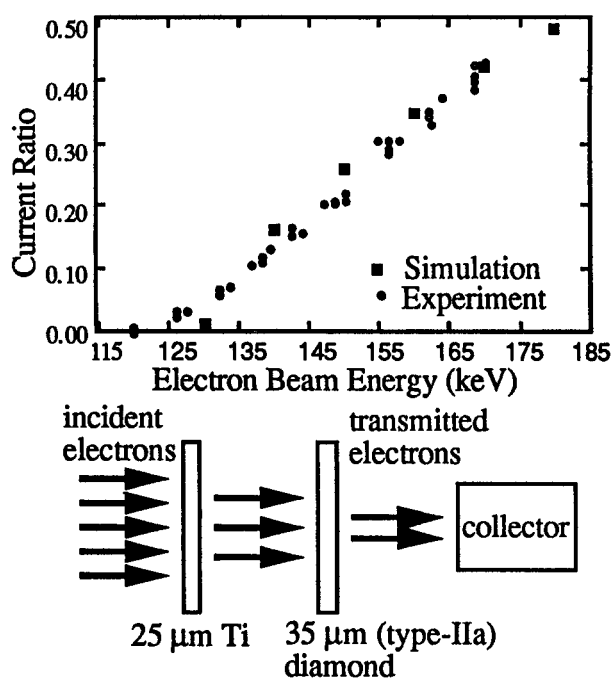 0.50
0.40
0.30
0.20
0.10
0.00
Current Ratio
■ Simulation
● Experiment
115 125 135 145 155 165 175 185
Electron Beam Energy (keV)
incident
electrons
transmitted
electrons
collector
25 μm Ti
35 μm (type-IIa)
diamond